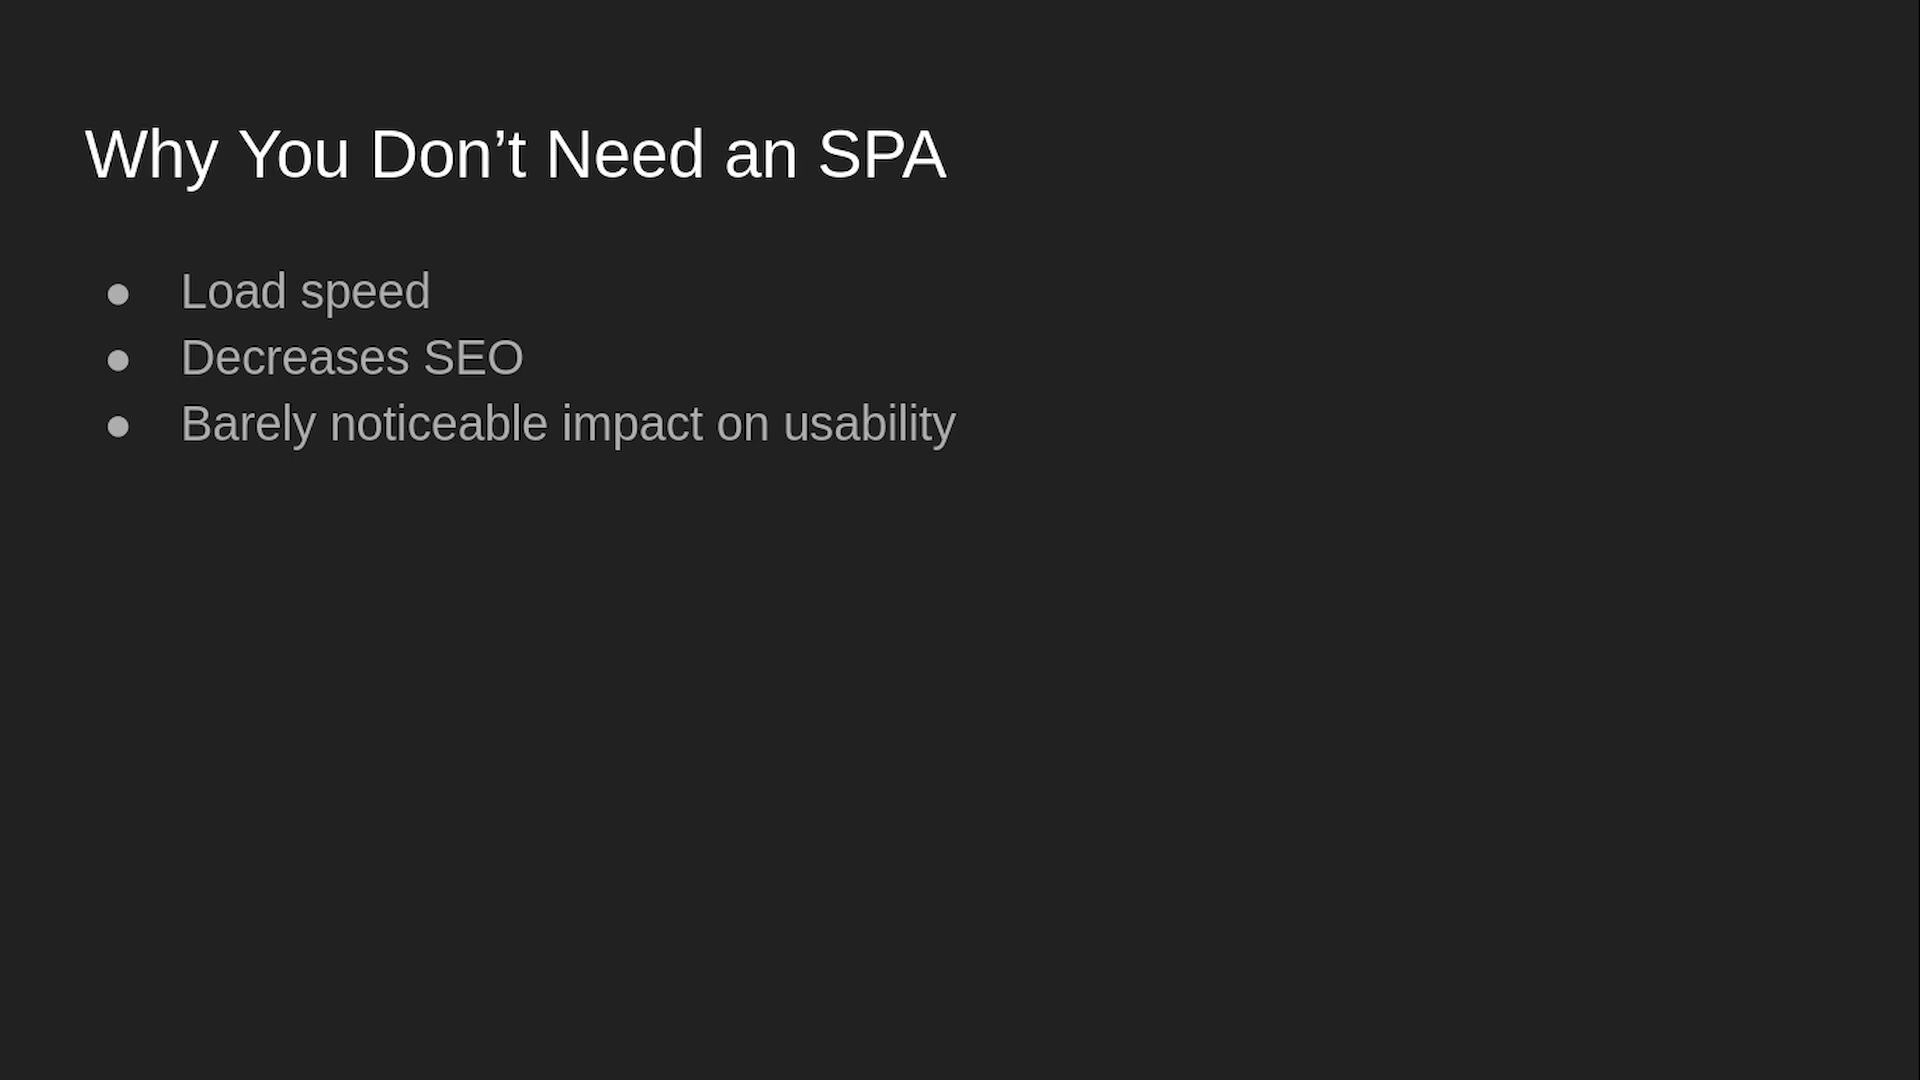 Why You Don’t Need an SPA
● Load speed
● Decreases SEO
● Barely noticeable impact on usability